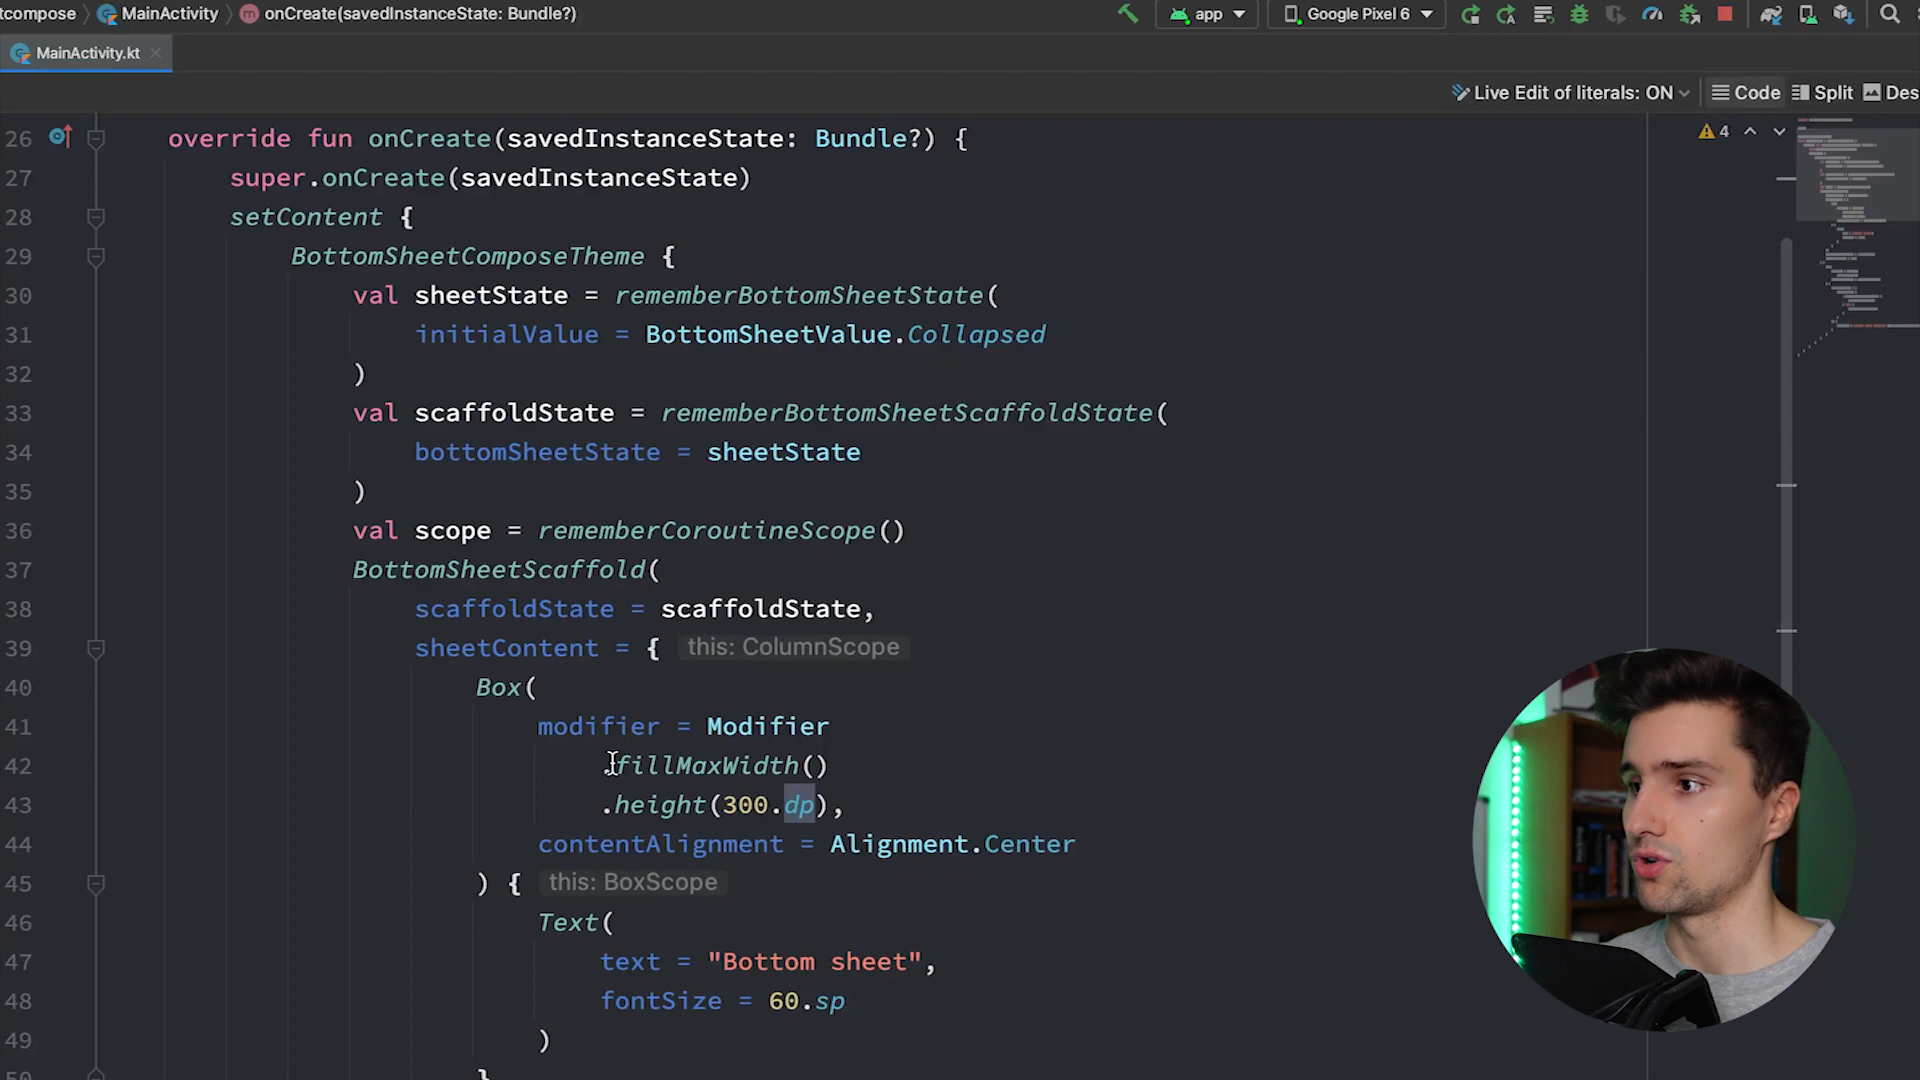 tcompose MainActivity onCreate(savedInstanceState: Bundle?) app Google Pixel 6
MainActivity.kt
Live Edit of literals: ON Code Split Des
4
26 override fun onCreate(savedInstanceState: Bundle?) {
27 super.onCreate(savedInstanceState)
28 setContent {
29 BottomSheetComposeTheme {
30 val sheetState = rememberBottomSheetState(
31 initialValue = BottomSheetValue.Collapsed
32 )
33 val scaffoldState = rememberBottomSheetScaffoldState(
34 bottomSheetState = sheetState
35 )
36 val scope = rememberCoroutineScope()
37 BottomSheetScaffold(
38 scaffoldState = scaffoldState,
39 sheetContent = { this: ColumnScope
40 Box(
41 modifier = Modifier
42 .fillMaxWidth()
43 .height(300.dp),
44 contentAlignment = Alignment.Center
45 ) { this: BoxScope
46 Text(
47 text = "Bottom sheet",
48 fontSize = 60.sp
49 )
50 }